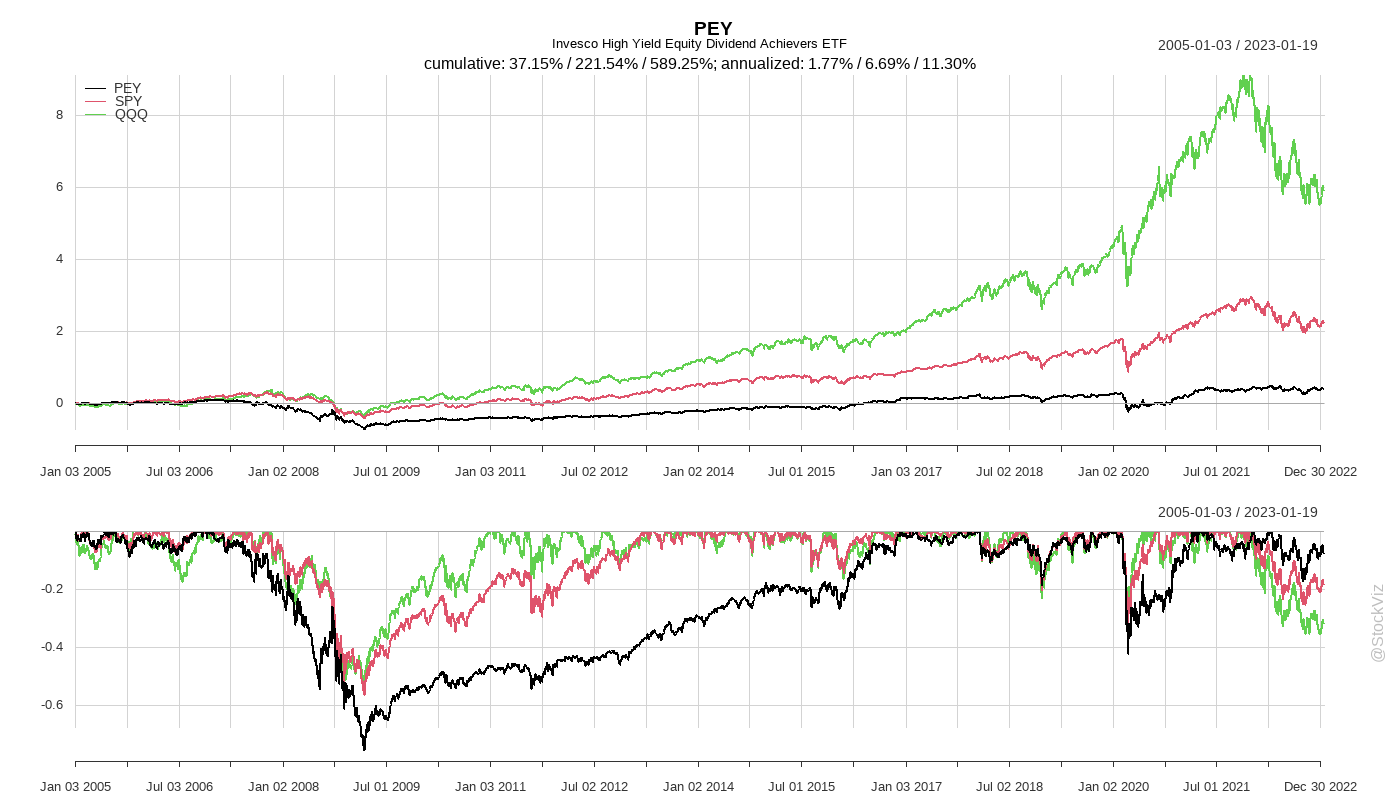 PEY
Invesco High Yield Equity Dividend Achievers ETF
2005-01-03 / 2023-01-19
cumulative: 37.15% / 221.54% / 589.25%; annualized: 1.77% / 6.69% / 11.30%
PEY
SPY
QQQ
8
6
4
2
0
Jan 03 2005 Jul 03 2006 Jan 02 2008 Jul 01 2009 Jan 03 2011 Jul 02 2012 Jan 02 2014 Jul 01 2015 Jan 03 2017 Jul 02 2018 Jan 02 2020 Jul 01 2021 Dec 30 2022
2005-01-03 / 2023-01-19
-0.2
-0.4
-0.6
Jan 03 2005 Jul 03 2006 Jan 02 2008 Jul 01 2009 Jan 03 2011 Jul 02 2012 Jan 02 2014 Jul 01 2015 Jan 03 2017 Jul 02 2018 Jan 02 2020 Jul 01 2021 Dec 30 2022
@StockViz